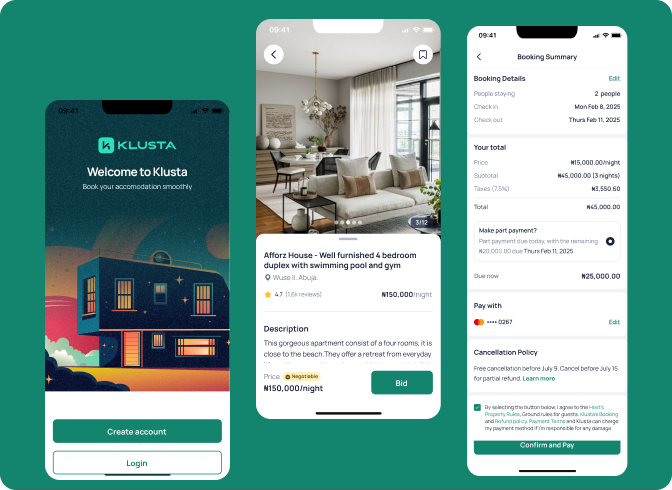 09:41
KLUSTA
Welcome to Klusta
Book your accomodation smoothly
Create account
Login
09:41
3/12
Afforz House - Well furnished 4 bedroom
duplex with swimming pool and gym
Wuse II. Abuja.
4.7 (1.6k reviews)
₦150,000/night
Description
This gorgeous apartment consist of a four rooms, it is
close to the beach.They offer a retreat from everyday
Price
Negotiable
₦150,000/night
Bid
09:41
Booking Summary
Booking Details
Edit
People staying
2 people
Check in
Mon Feb 8, 2025
Check out
Thurs Feb 11, 2025
Your total
Price
₦15,000.00/night
Subtotal
₦45,000.00 (3 nights)
Taxes (7.5%)
₦3,550.60
Total
₦45,000.00
Make part payment?
Part payment due today, with the remaining
₦20,000.00 due Thurs Feb 11, 2025
Due now
₦25,000.00
Pay with
•••• 0267
Edit
Cancellation Policy
Free cancellation before July 9. Cancel before July 15
for partial refund. Learn more
By selecting the button below, I agree to the Host's
Property Rules, Ground rules for guests, Klusta's Booking
and Refund policy, Payment Terms and Klusta can charge
my payment method if I'm responsible for any damage
Confirm and Pay